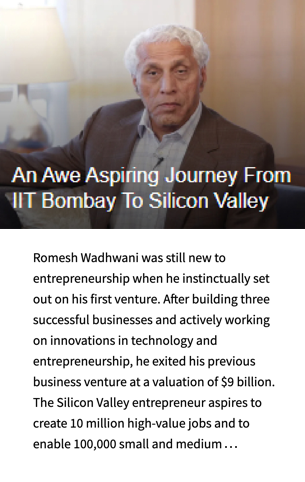 An Awe Aspiring Journey From
IIT Bombay To Silicon Valley
Romesh Wadhwani was still new to
entrepreneurship when he instinctually set
out on his first venture. After building three
successful businesses and actively working
on innovations in technology and
entrepreneurship, he exited his previous
business venture at a valuation of $9 billion.
The Silicon Valley entrepreneur aspires to
create 10 million high-value jobs and to
enable 100,000 small and medium ...